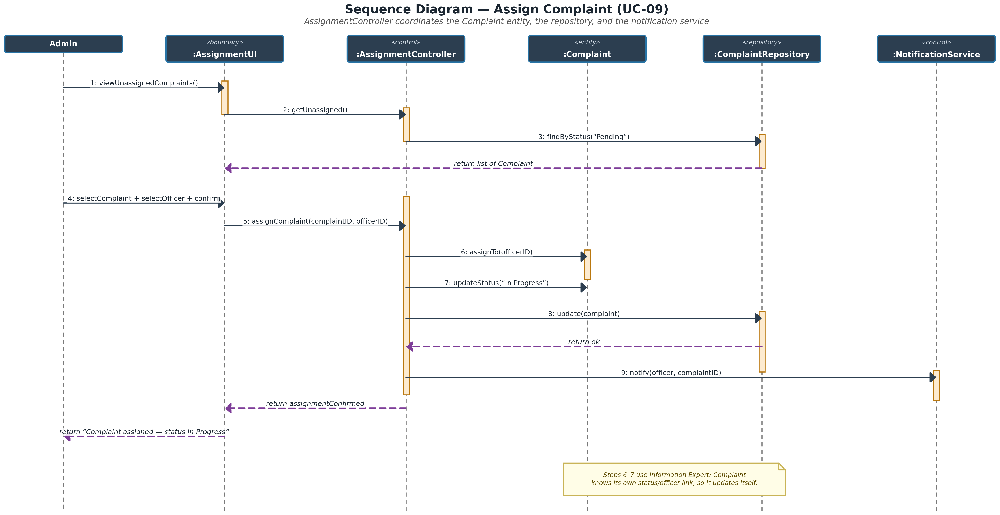 Sequence Diagram — Assign Complaint (UC-09)
AssignmentController coordinates the Complaint entity, the repository, and the notification service
Admin
«boundary»
:AssignmentUI
«control»
:AssignmentController
«entity»
:Complaint
«repository»
:ComplaintRepository
«control»
:NotificationService
1: viewUnassignedComplaints()
2: getUnassigned()
3: findByStatus(“Pending”)
return list of Complaint
4: selectComplaint + selectOfficer + confirm
5: assignComplaint(complaintID, officerID)
6: assignTo(officerID)
7: updateStatus(“In Progress”)
8: update(complaint)
return ok
9: notify(officer, complaintID)
return assignmentConfirmed
return “Complaint assigned — status In Progress”
Steps 6–7 use Information Expert: Complaint
knows its own status/officer link, so it updates itself.